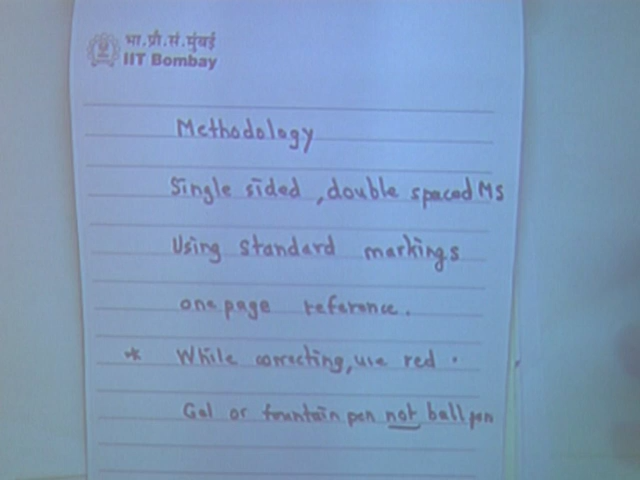 भा.प्रौ.सं.मुंबई
IIT Bombay
Methodology
Single sided, double spaced MS
Using standard markings
one page reference.
* While correcting, use red.
Gel or fountain pen not ball pen